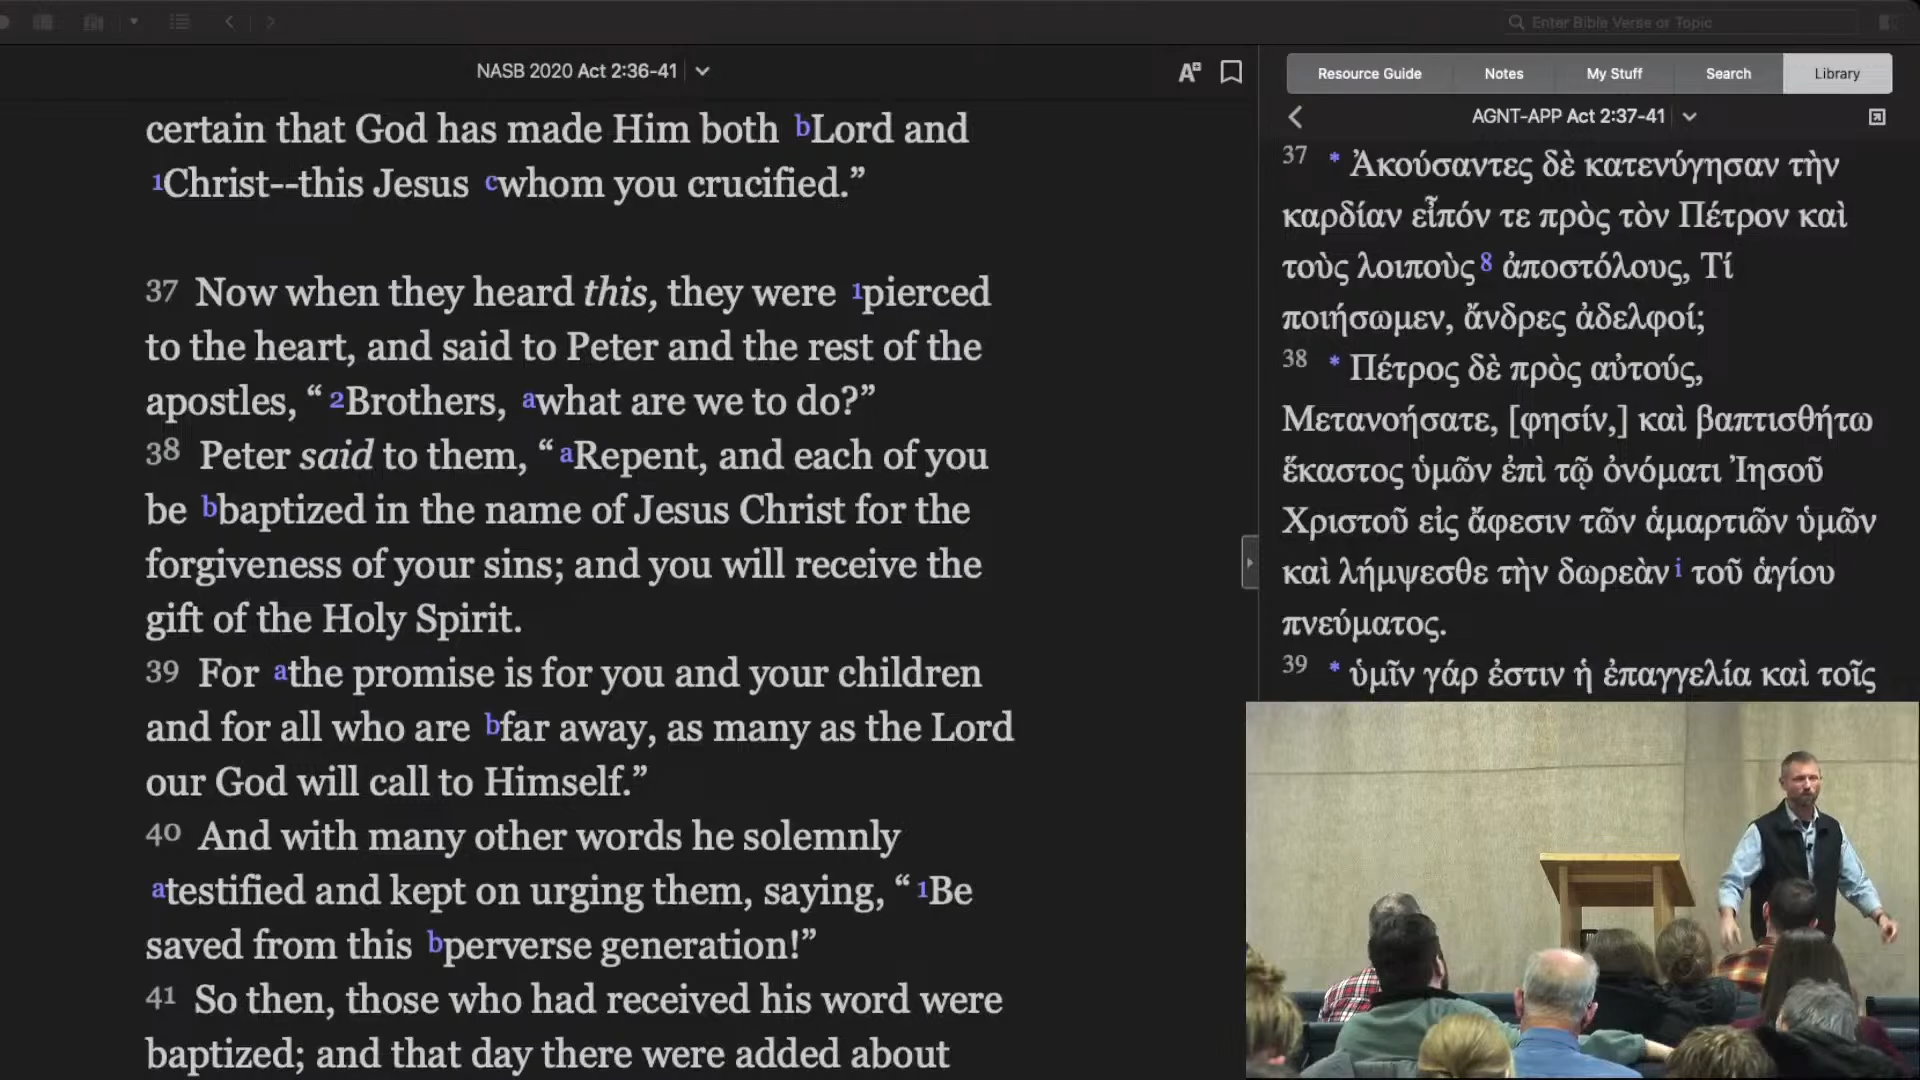 Enter Bible Verse or Topic
NASB 2020 Act 2:36-41
certain that God has made Him both bLord and
1Christ--this Jesus cwhom you crucified.”
37 Now when they heard this, they were 1pierced
to the heart, and said to Peter and the rest of the
apostles, “ 2Brothers, awhat are we to do?”
38 Peter said to them, “ aRepent, and each of you
be bbaptized in the name of Jesus Christ for the
forgiveness of your sins; and you will receive the
gift of the Holy Spirit.
39 For athe promise is for you and your children
and for all who are bfar away, as many as the Lord
our God will call to Himself.”
40 And with many other words he solemnly
atestified and kept on urging them, saying, “ 1Be
saved from this bperverse generation!”
41 So then, those who had received his word were
baptized; and that day there were added about
Resource Guide Notes My Stuff Search Library
AGNT-APP Act 2:37-41
37 * Ἀκούσαντες δὲ κατενύγησαν τὴν
καρδίαν εἶπόν τε πρὸς τὸν Πέτρον καὶ
τοὺς λοιποὺς8 ἀποστόλους, Τί
ποιήσωμεν, ἄνδρες ἀδελφοί;
38 * Πέτρος δὲ πρὸς αὐτούς,
Μετανοήσατε, [φησίν,] καὶ βαπτισθήτω
ἕκαστος ὑμῶν ἐπὶ τῷ ὀνόματι Ἰησοῦ
Χριστοῦ εἰς ἄφεσιν τῶν ἁμαρτιῶν ὑμῶν
καὶ λήμψεσθε τὴν δωρεὰνi τοῦ ἁγίου
πνεύματος.
39 * ὑμῖν γάρ ἐστιν ἡ ἐπαγγελία καὶ τοῖς